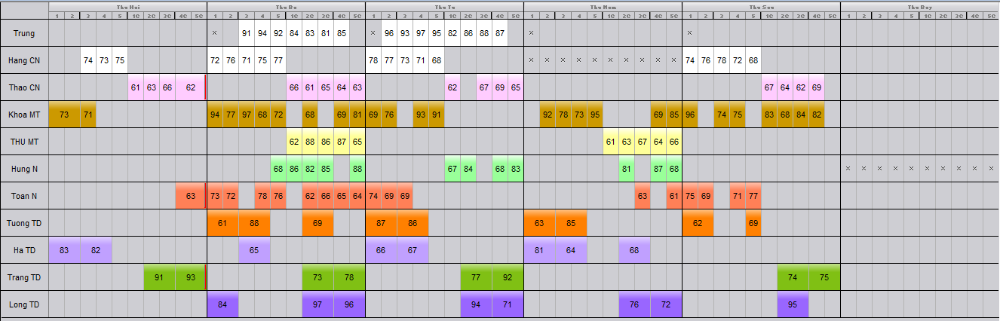 Thu Hai Thu Ba Thu Tu Thu Nam Thu Sau Thu Bay
1 2 3 4 5 1C 2C 3C 4C 5C 1 2 3 4 5 1C 2C 3C 4C 5C 1 2 3 4 5 1C 2C 3C 4C 5C 1 2 3 4 5 1C 2C 3C 4C 5C 1 2 3 4 5 1C 2C 3C 4C 5C 1 2 3 4 5 1C 2C 3C 4C 5C
Trung × 91 94 92 84 83 81 85 × 96 93 97 95 82 86 88 87 × ×
Hang CN 74 73 75 72 76 71 75 77 78 77 73 71 68 × × × × × × × × × × 74 76 78 72 68
Thao CN 61 63 66 62 66 61 65 64 63 62 67 69 65 67 64 62 69
Khoa MT 73 71 94 77 97 68 72 68 69 81 69 76 93 91 92 78 73 95 69 85 96 74 75 83 68 84 82
THU MT 62 88 86 87 65 61 63 67 64 66
Hung N 68 86 82 85 88 67 84 68 83 81 87 68 × × × × × × × × × ×
Toan N 63 73 72 78 76 62 66 65 64 74 69 69 63 61 75 69 71 77
Tuong TD 61 88 69 87 86 63 85 62 69
Ha TD 83 82 65 66 67 81 64 68
Trang TD 91 93 73 78 77 92 74 75
Long TD 84 97 96 94 71 76 72 95